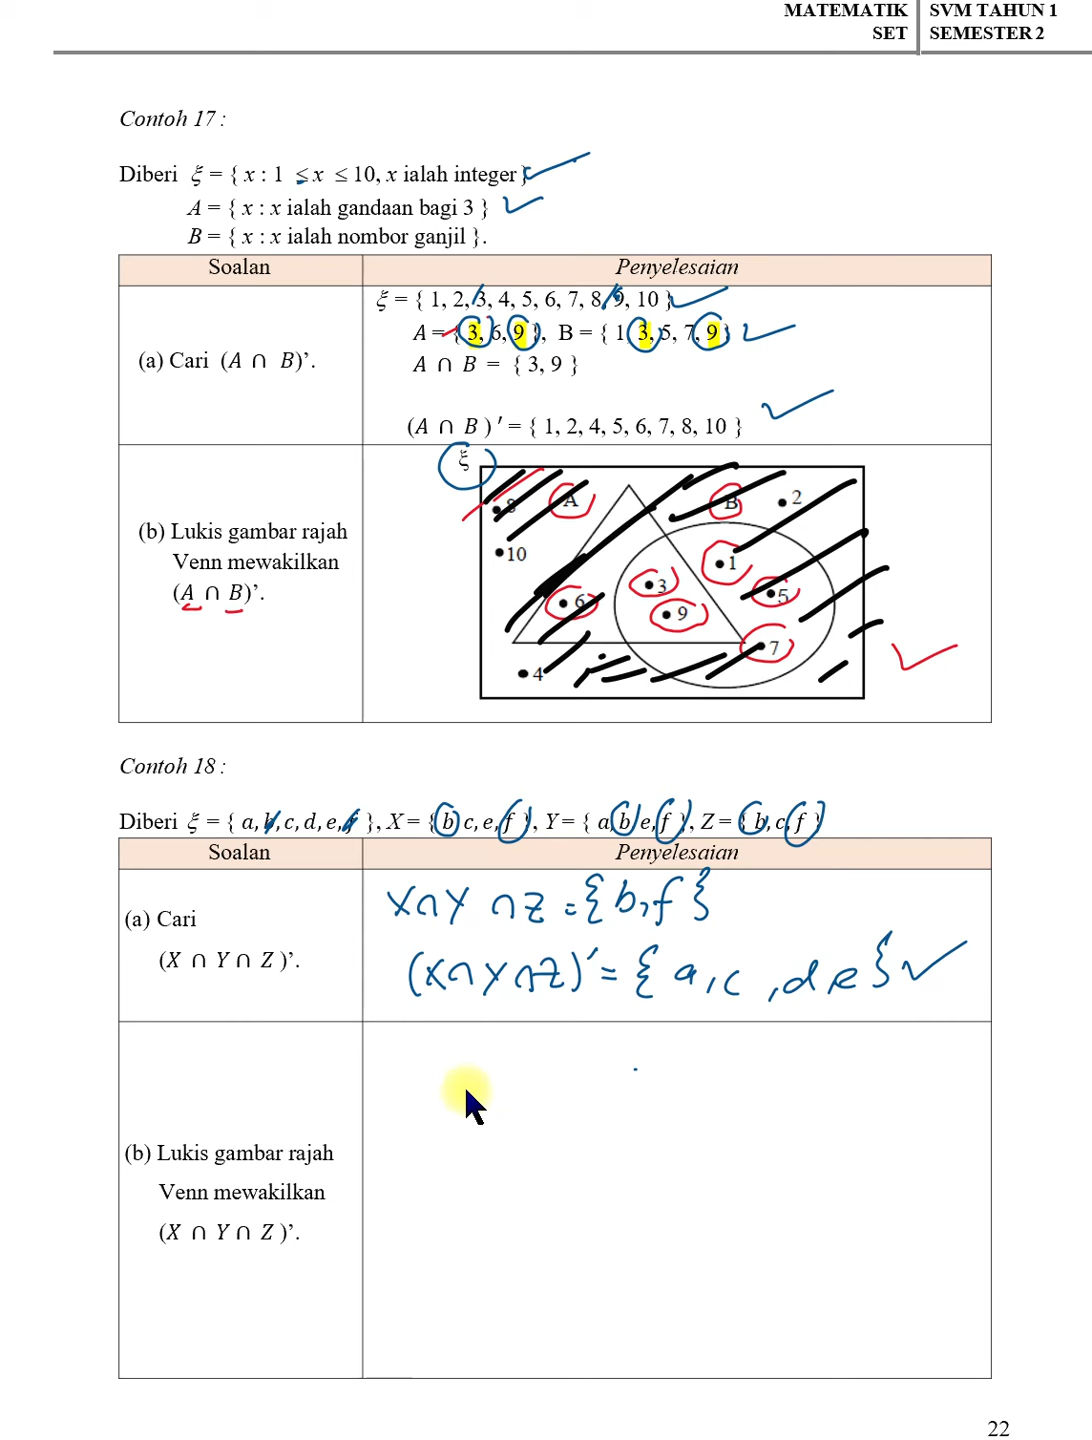 MATEMATIK SVM TAHUN 1
SET SEMESTER 2
Contoh 17 :
Diberi ξ = { x : 1 ≤ x ≤ 10, x ialah integer }
A = { x : x ialah gandaan bagi 3 }
B = { x : x ialah nombor ganjil }.
Soalan Penyelesaian
(a) Cari (A ∩ B)’.
ξ = { 1, 2, 3, 4, 5, 6, 7, 8, 9, 10 }
A = { 3, 6, 9 }, B = { 1, 3, 5, 7, 9 }
A ∩ B = { 3, 9 }
(A ∩ B )′ = { 1, 2, 4, 5, 6, 7, 8, 10 }
(b) Lukis gambar rajah
Venn mewakilkan
(A ∩ B)’.
ξ
8 A B 2
10 1
3 5
6 9
7
4
Contoh 18 :
Diberi ξ = { a, b, c, d, e, f }, X = { b, c, e, f }, Y = { a, b, e, f }, Z = { b, c, f }
Soalan Penyelesaian
(a) Cari
(X ∩ Y ∩ Z )’.
X∩Y ∩Z = {b, f}
(X∩Y∩Z)′ = {a, c, d, e}
(b) Lukis gambar rajah
Venn mewakilkan
(X ∩ Y ∩ Z )’.
22